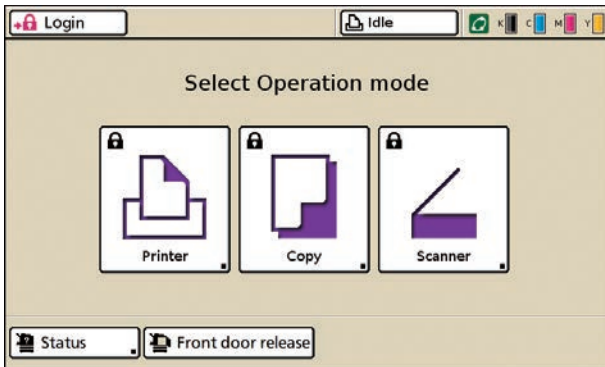 Login
Idle
K C M Y
Select Operation mode
Printer
Copy
Scanner
Status
Front door release